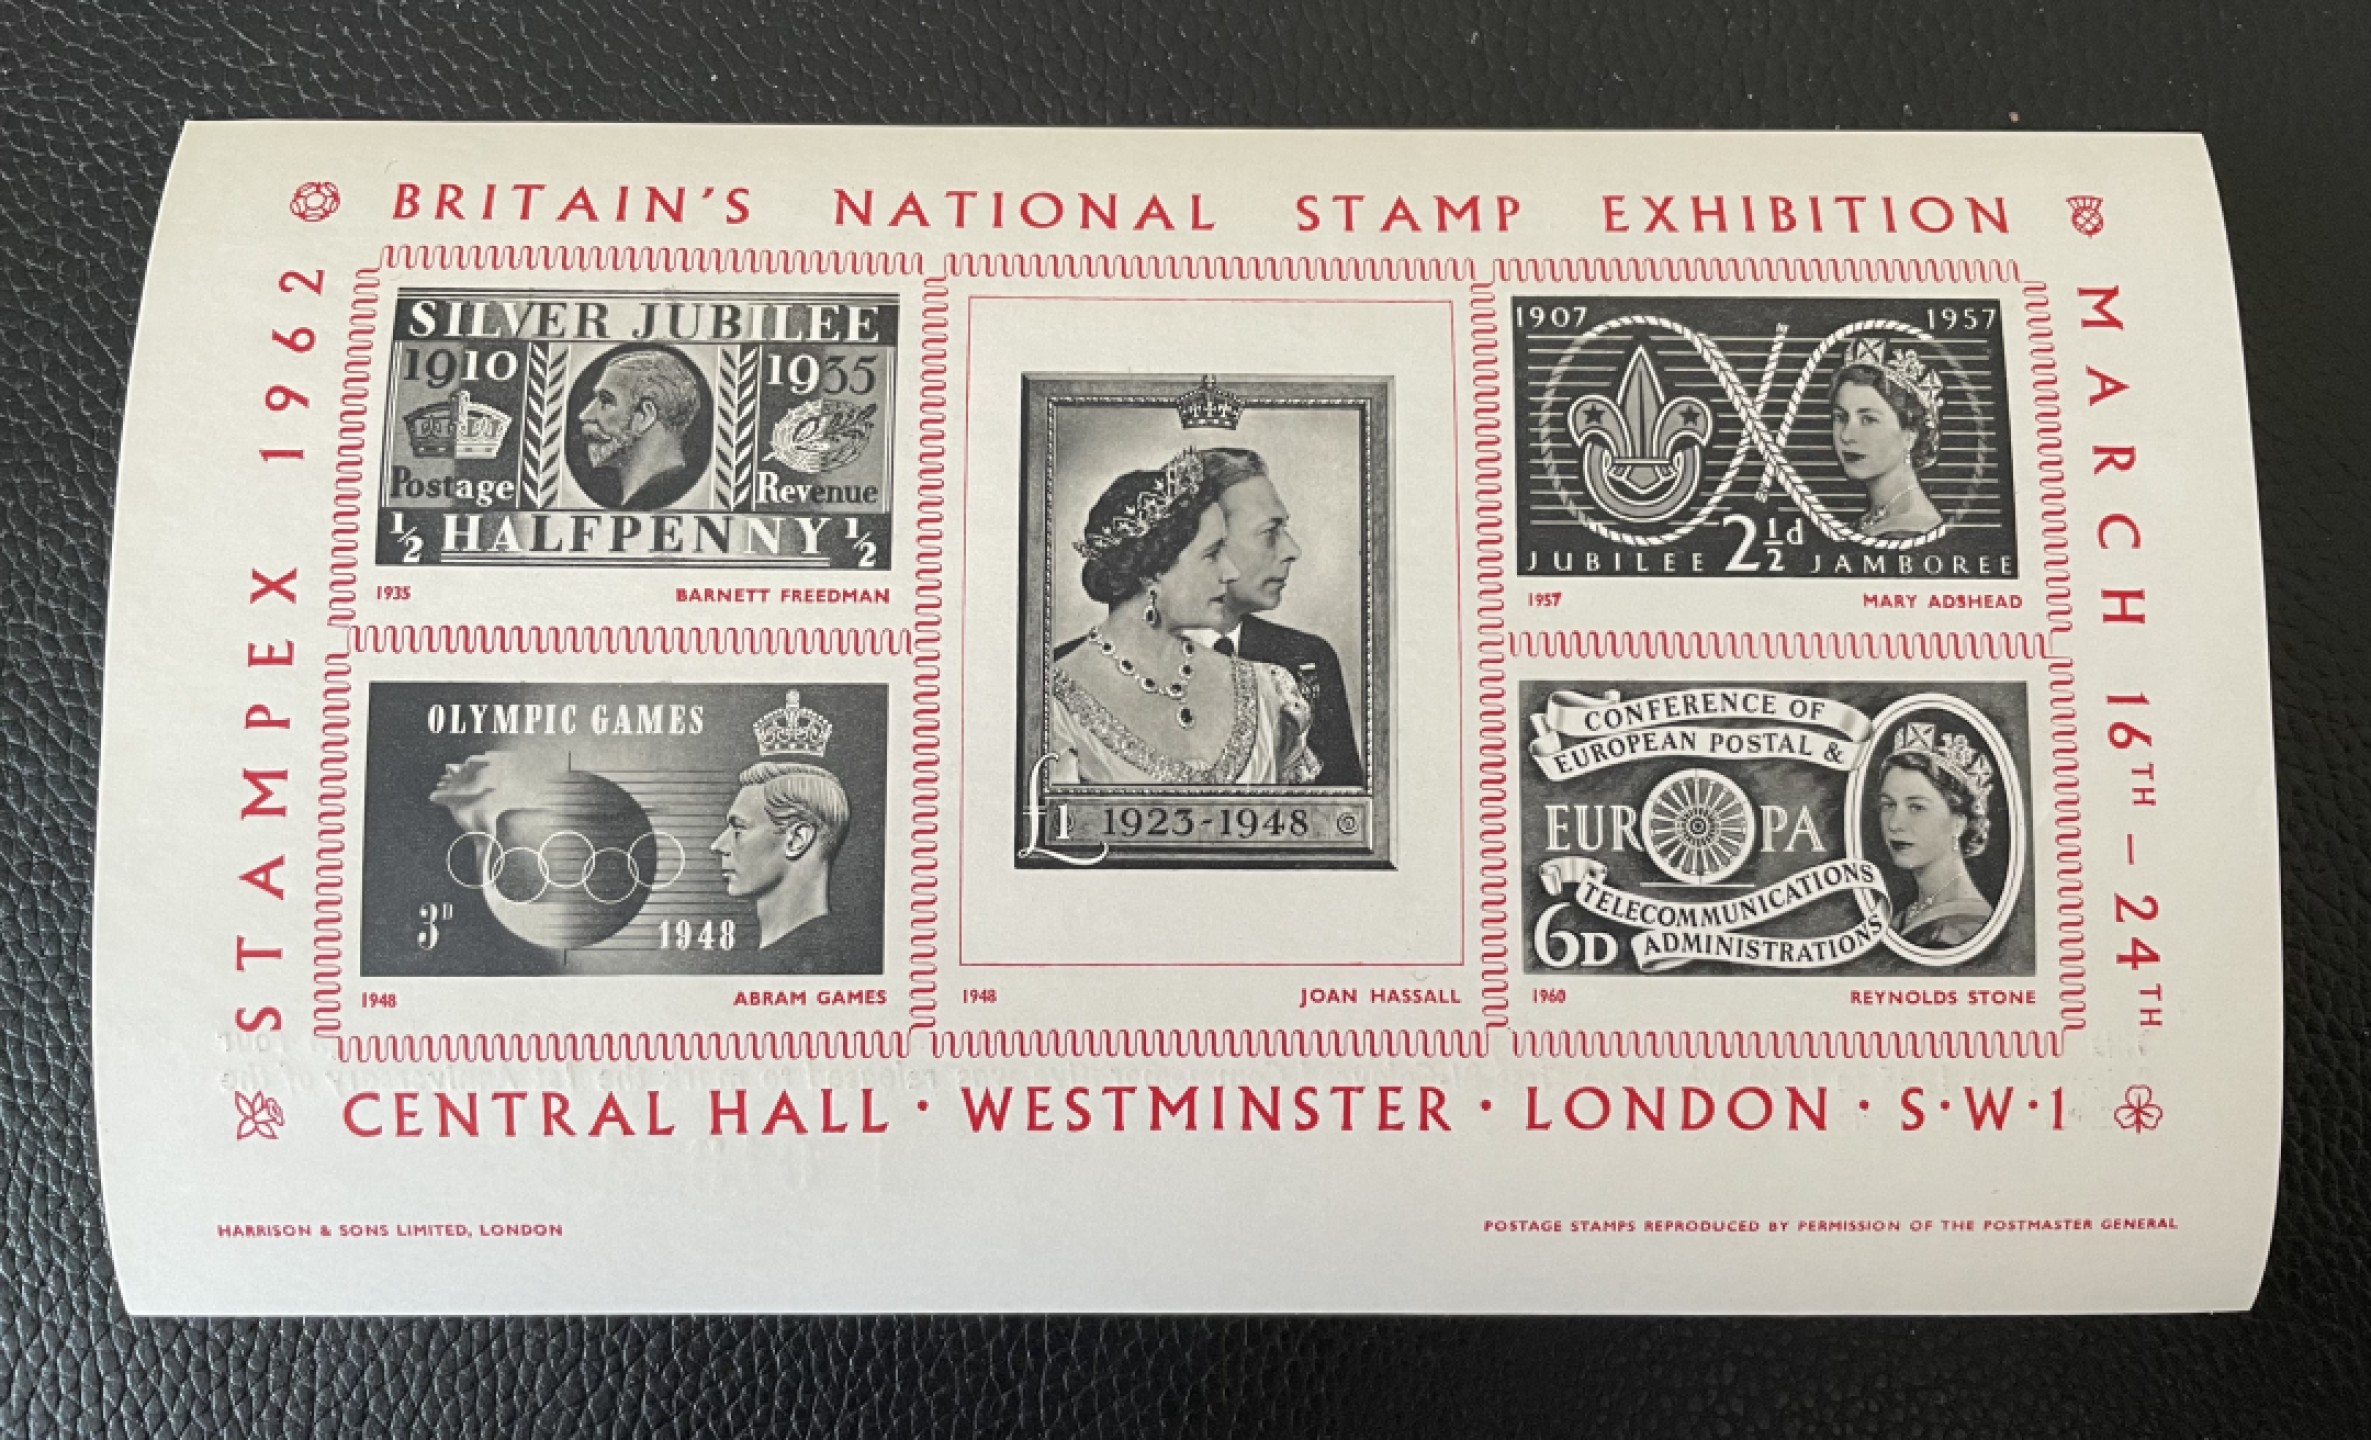 BRITAIN'S NATIONAL STAMP EXHIBITION
STAMPEX 1962
MARCH 16TH – 24TH
SILVER JUBILEE
1910 1935
Postage Revenue
½ HALFPENNY ½
1935 BARNETT FREEDMAN
OLYMPIC GAMES
3D 1948
1948 ABRAM GAMES
£1 1923-1948
1948 JOAN HASSALL
1907 1957
JUBILEE 2½d JAMBOREE
1957 MARY ADSHEAD
CONFERENCE OF
EUROPEAN POSTAL &
EUROPA
TELECOMMUNICATIONS
6D ADMINISTRATIONS
1960 REYNOLDS STONE
CENTRAL HALL · WESTMINSTER · LONDON · S·W·1
HARRISON & SONS LIMITED, LONDON
POSTAGE STAMPS REPRODUCED BY PERMISSION OF THE POSTMASTER GENERAL